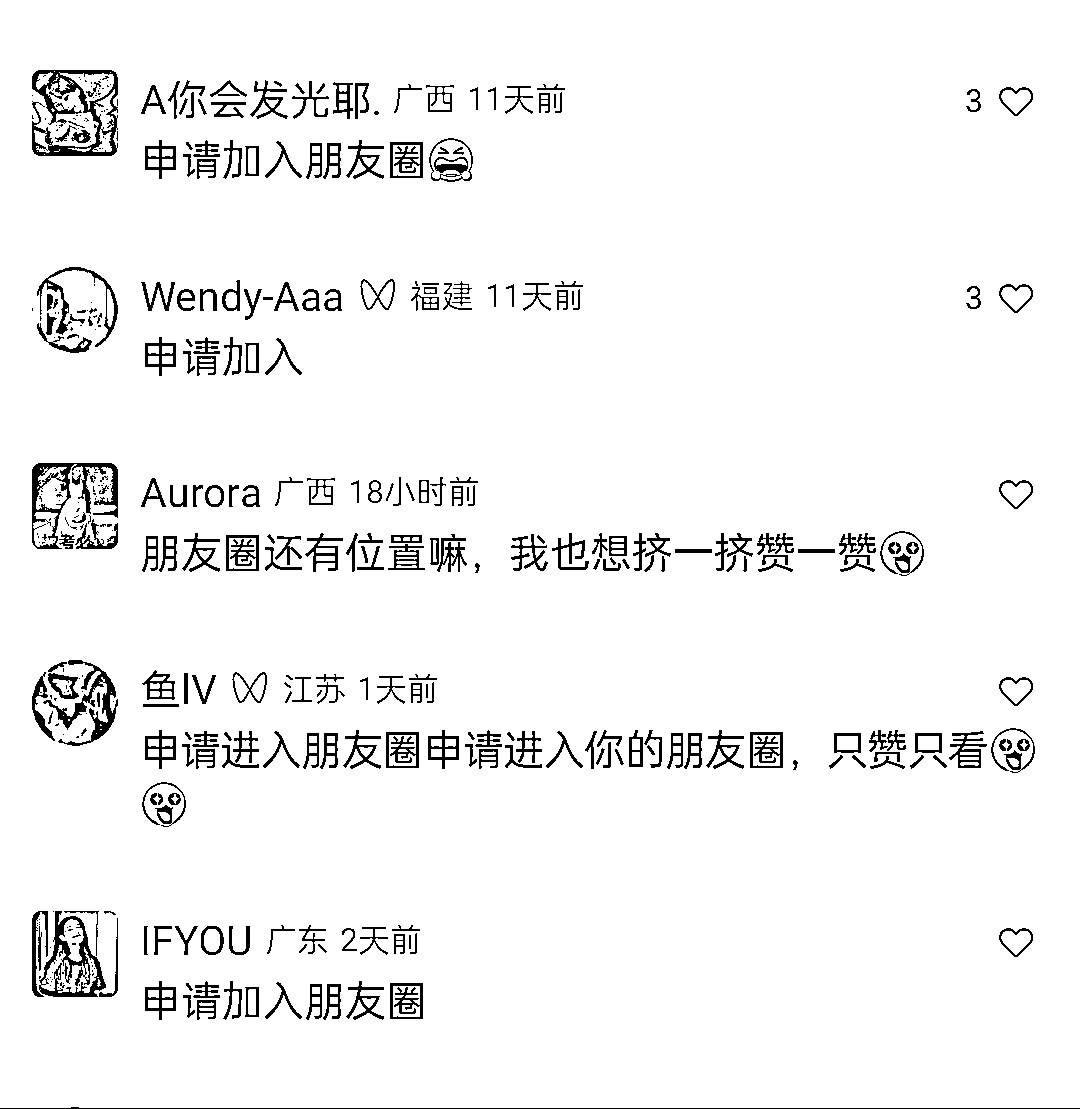 A你会发光耶. 广西 11天前 3
申请加入朋友圈
Wendy-Aaa 福建 11天前 3
申请加入
Aurora 广西 18小时前
朋友圈还有位置嘛，我也想挤一挤赞一赞
鱼lV 江苏 1天前
申请进入朋友圈申请进入你的朋友圈，只赞只看
IFYOU 广东 2天前
申请加入朋友圈